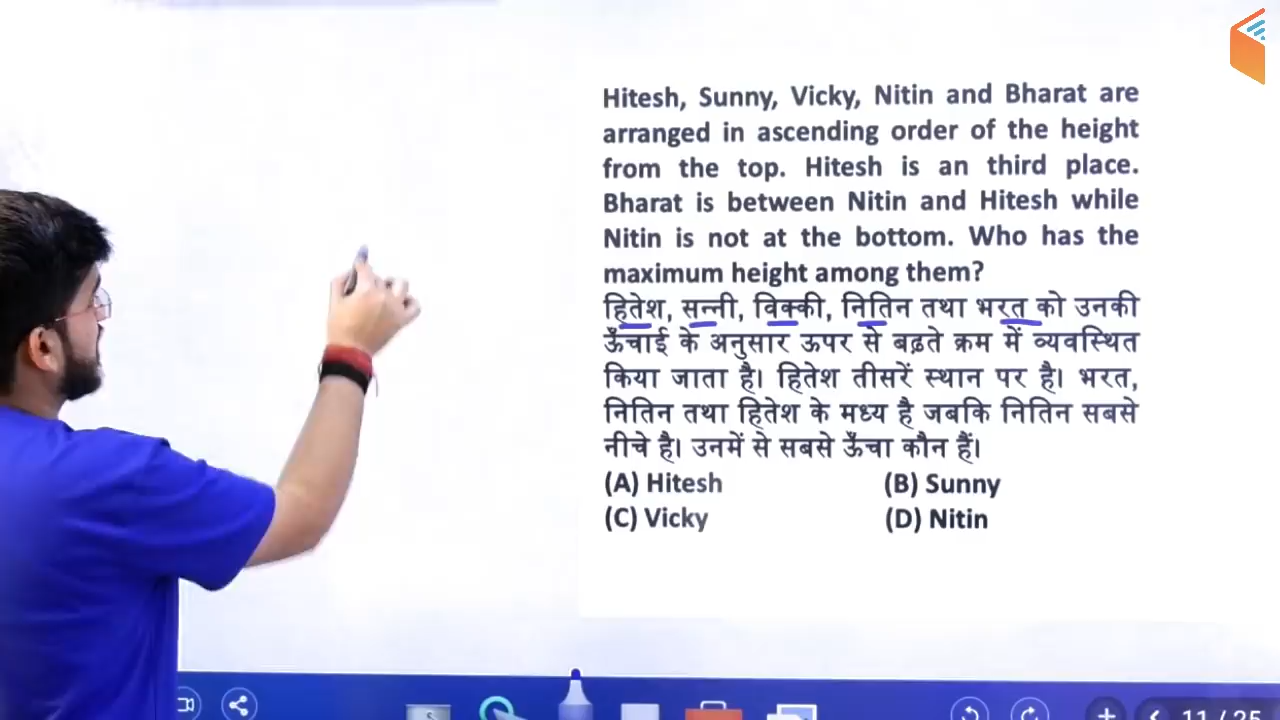 Hitesh, Sunny, Vicky, Nitin and Bharat are
arranged in ascending order of the height
from the top. Hitesh is an third place.
Bharat is between Nitin and Hitesh while
Nitin is not at the bottom. Who has the
maximum height among them?
हितेश, सन्नी, विक्की, नितिन तथा भरत को उनकी
ऊँचाई के अनुसार ऊपर से बढ़ते क्रम में व्यवस्थित
किया जाता है। हितेश तीसरें स्थान पर है। भरत,
नितिन तथा हितेश के मध्य है जबकि नितिन सबसे
नीचे है। उनमें से सबसे ऊँचा कौन हैं।
(A) Hitesh (B) Sunny
(C) Vicky (D) Nitin
11 / 25